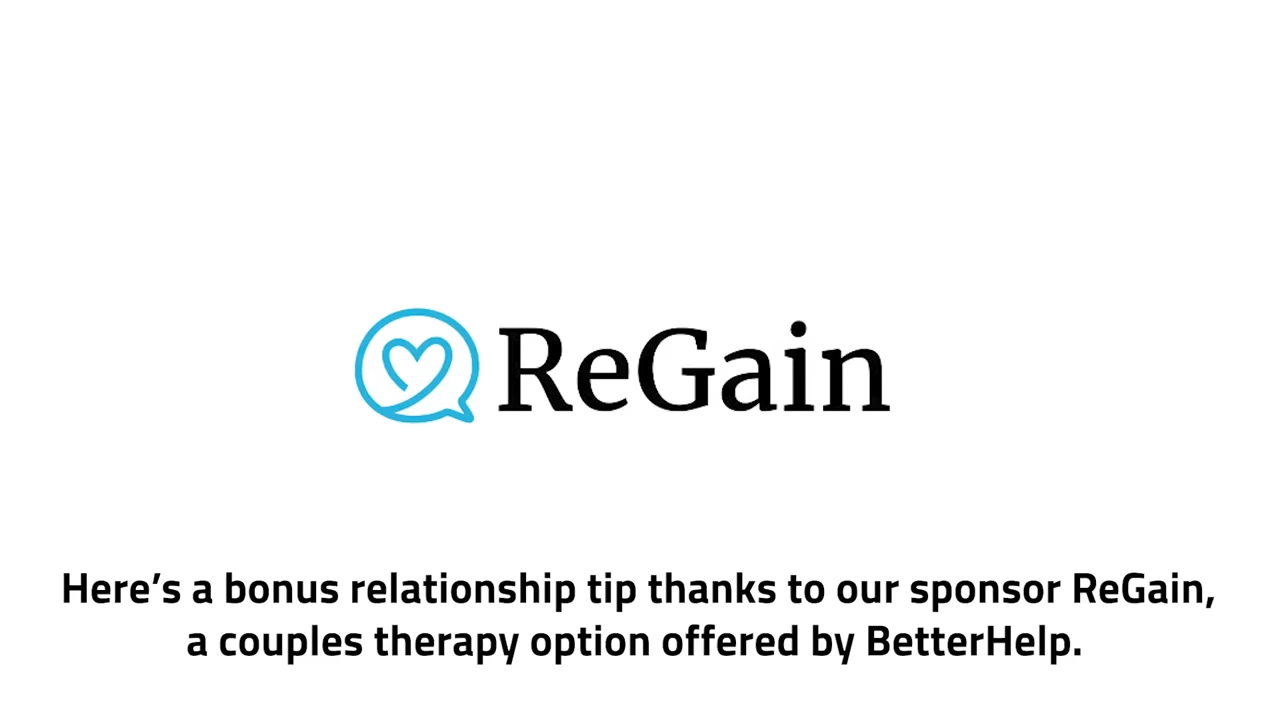 ReGain
Here’s a bonus relationship tip thanks to our sponsor ReGain,
a couples therapy option offered by BetterHelp.